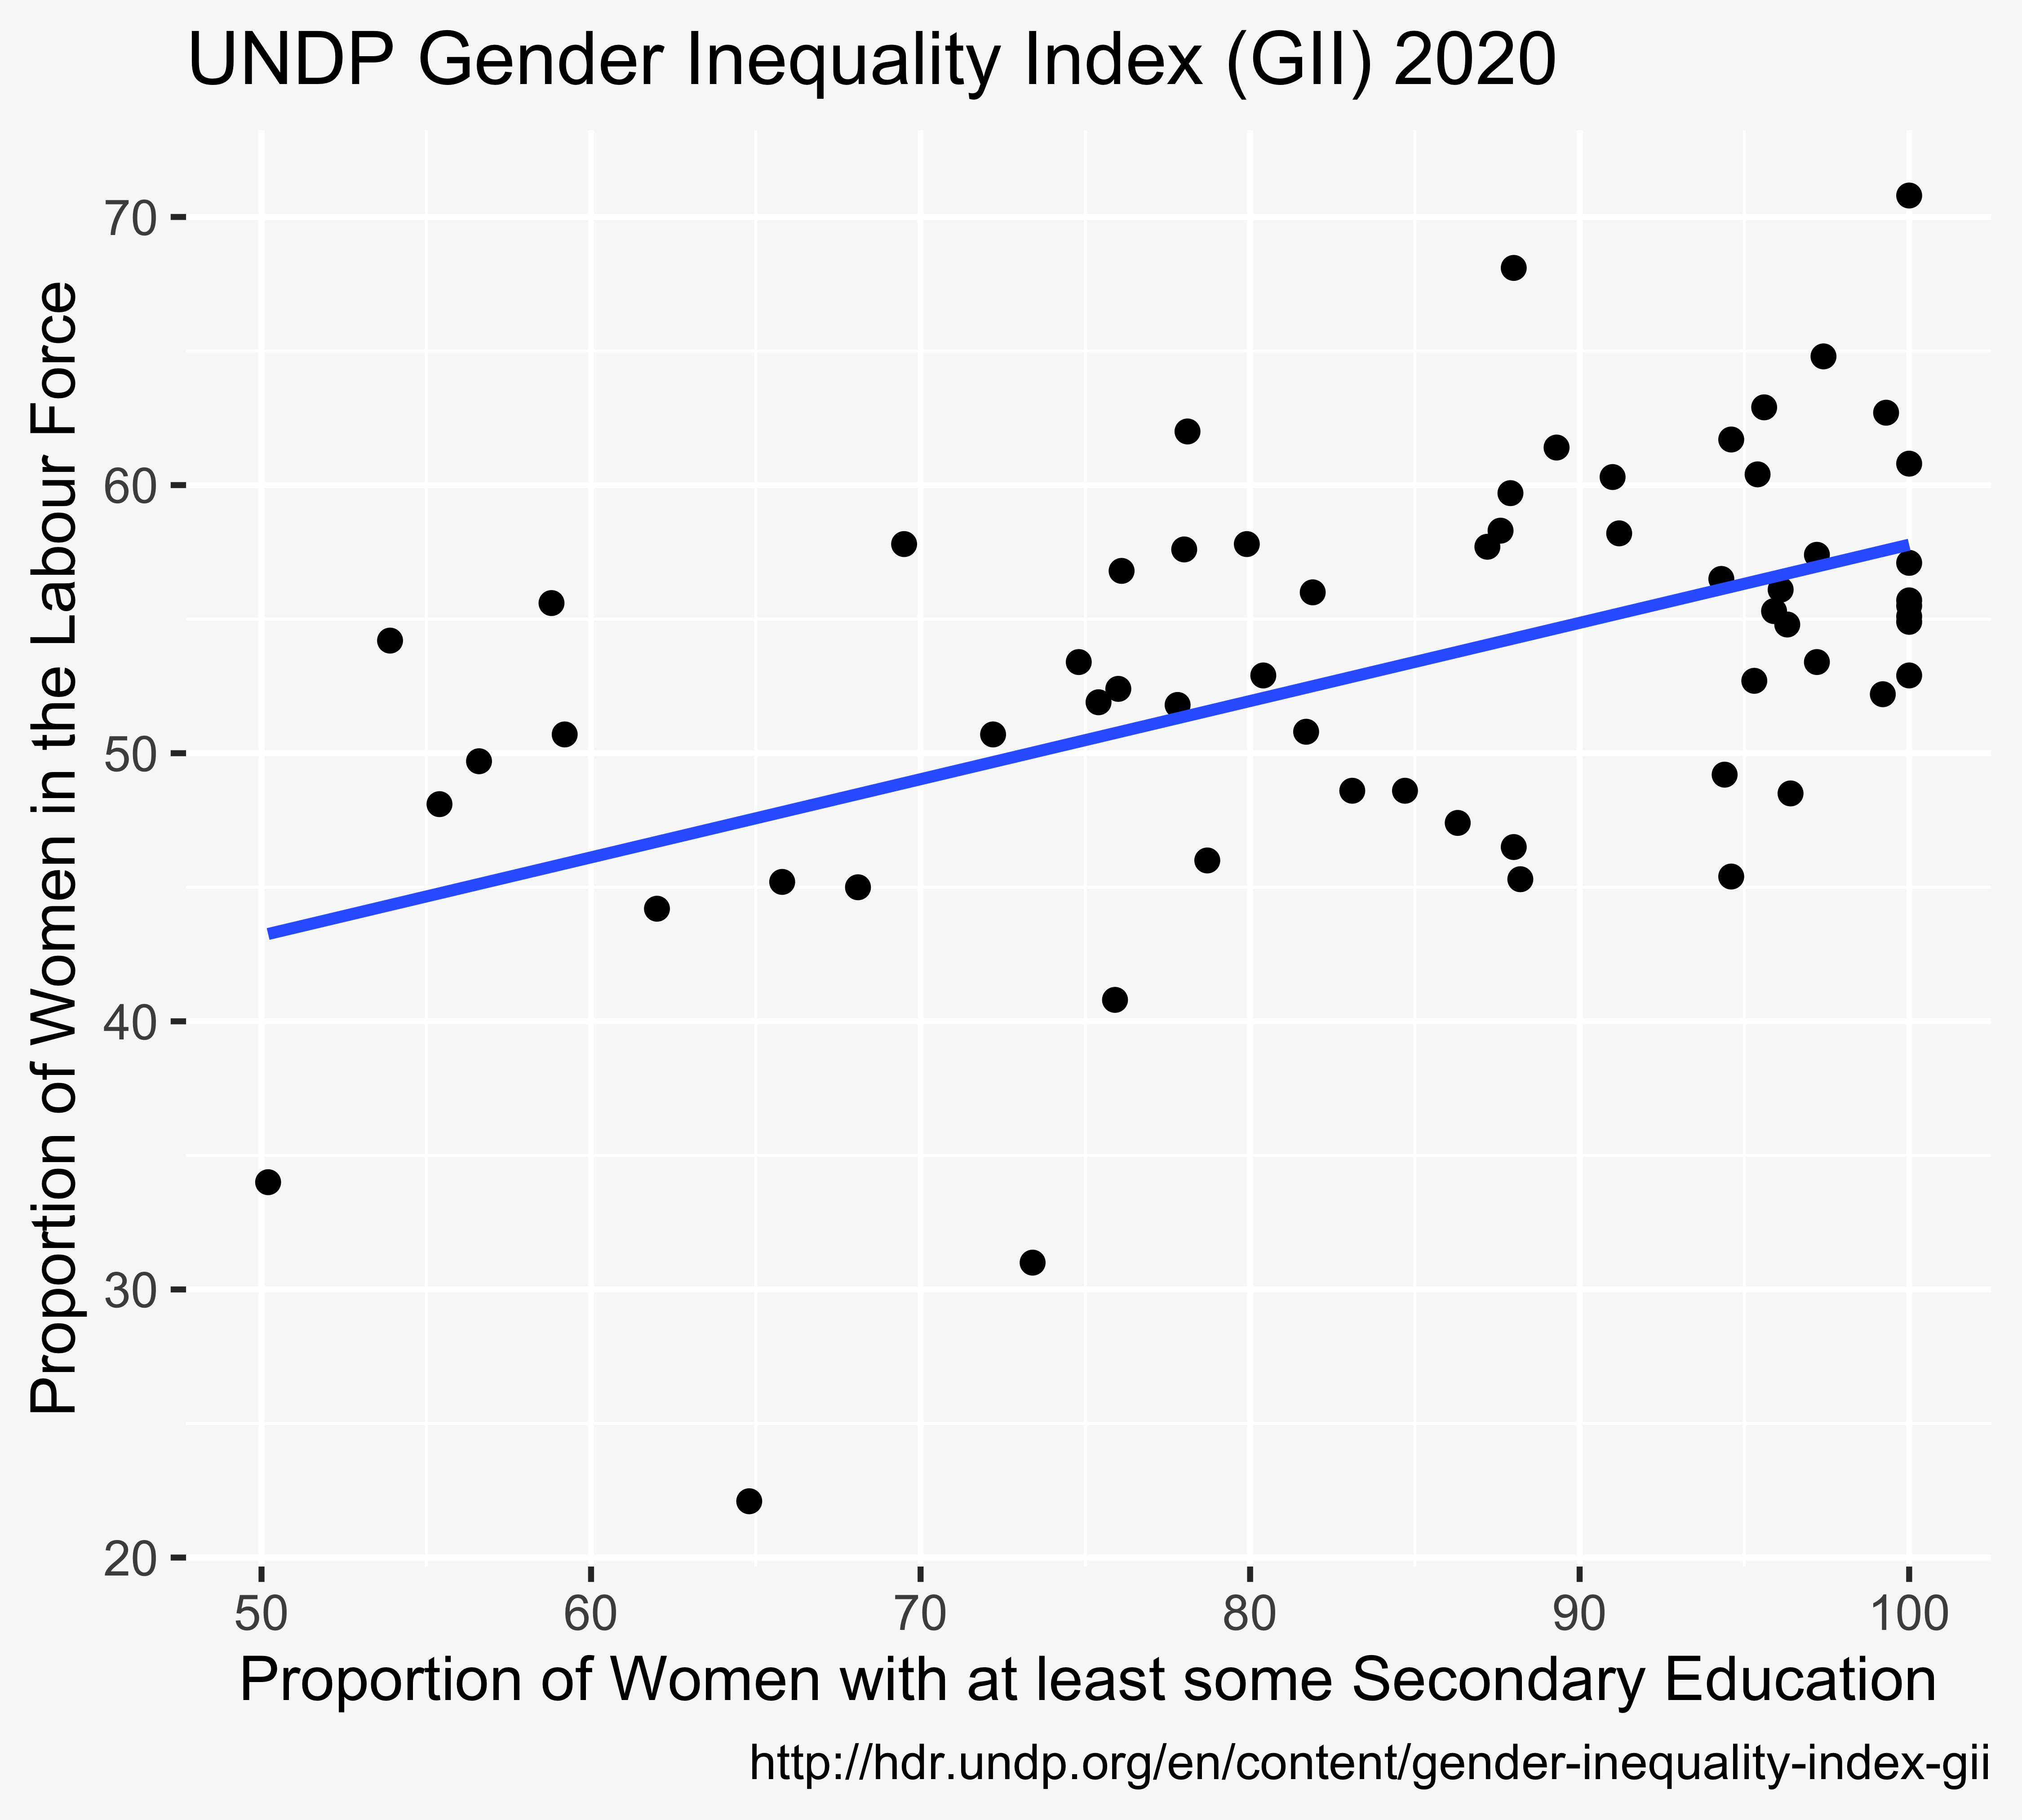 UNDP Gender Inequality Index (GII) 2020
Proportion of Women in the Labour Force
70
60
50
40
30
20
50 60 70 80 90 100
Proportion of Women with at least some Secondary Education
http://hdr.undp.org/en/content/gender-inequality-index-gii